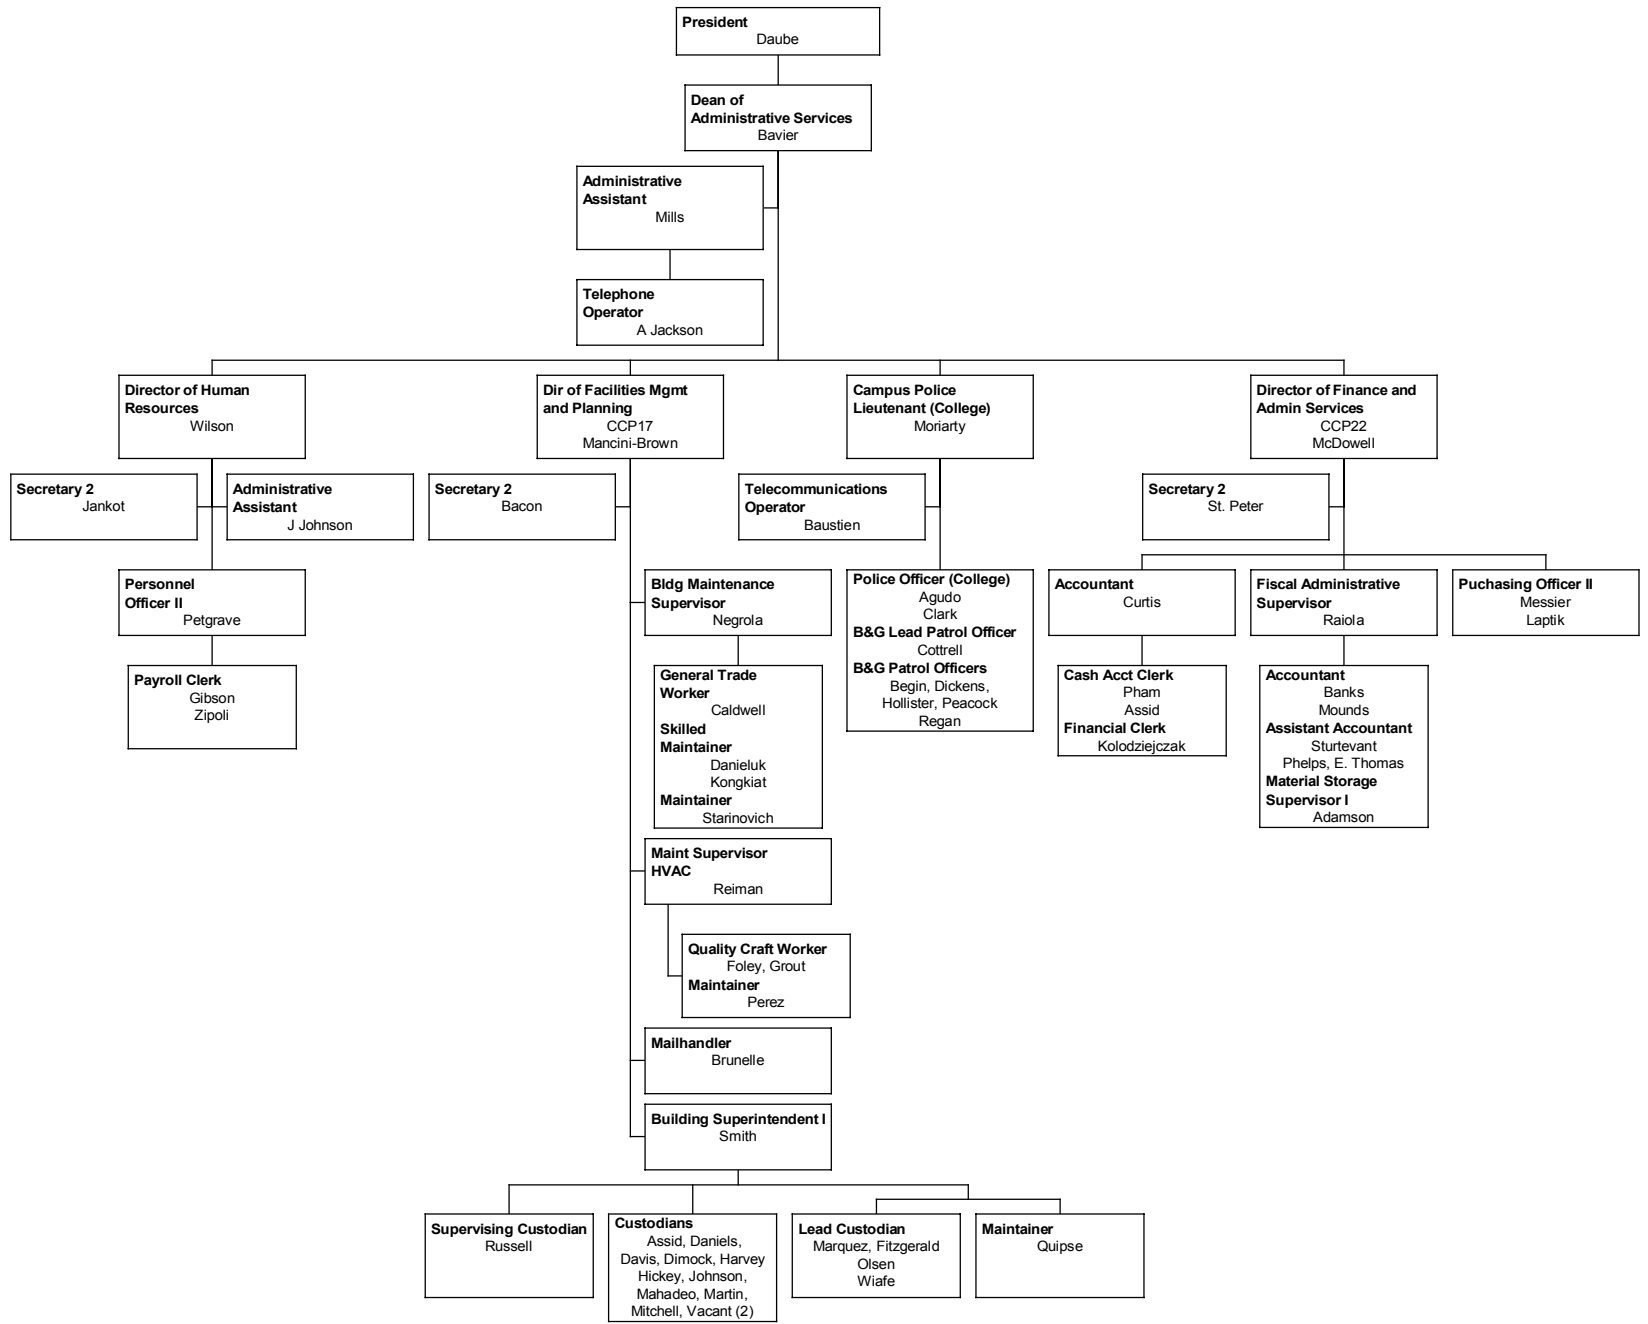 President
Daube
Dean of
Administrative Services
Bavier
Administrative
Assistant
Mills
Telephone
Operator
A Jackson
Director of Human
Resources
Wilson
Dir of Facilities Mgmt
and Planning
CCP17
Mancini-Brown
Campus Police
Lieutenant (College)
Moriarty
Director of Finance and
Admin Services
CCP22
McDowell
Secretary 2
Jankot
Administrative
Assistant
J Johnson
Secretary 2
Bacon
Telecommunications
Operator
Baustien
Secretary 2
St. Peter
Personnel
Officer II
Petgrave
Bldg Maintenance
Supervisor
Negrola
Police Officer (College)
Agudo
Clark
B&G Lead Patrol Officer
Cottrell
B&G Patrol Officers
Begin, Dickens,
Hollister, Peacock
Regan
Accountant
Curtis
Fiscal Administrative
Supervisor
Raiola
Puchasing Officer II
Messier
Laptik
Payroll Clerk
Gibson
Zipoli
General Trade
Worker
Caldwell
Skilled
Maintainer
Danieluk
Kongkiat
Maintainer
Starinovich
Cash Acct Clerk
Pham
Assid
Financial Clerk
Kolodziejczak
Accountant
Banks
Mounds
Assistant Accountant
Sturtevant
Phelps, E. Thomas
Material Storage
Supervisor I
Adamson
Maint Supervisor
HVAC
Reiman
Quality Craft Worker
Foley, Grout
Maintainer
Perez
Mailhandler
Brunelle
Building Superintendent I
Smith
Supervising Custodian
Russell
Custodians
Assid, Daniels,
Davis, Dimock, Harvey
Hickey, Johnson,
Mahadeo, Martin,
Mitchell, Vacant (2)
Lead Custodian
Marquez, Fitzgerald
Olsen
Wiafe
Maintainer
Quipse